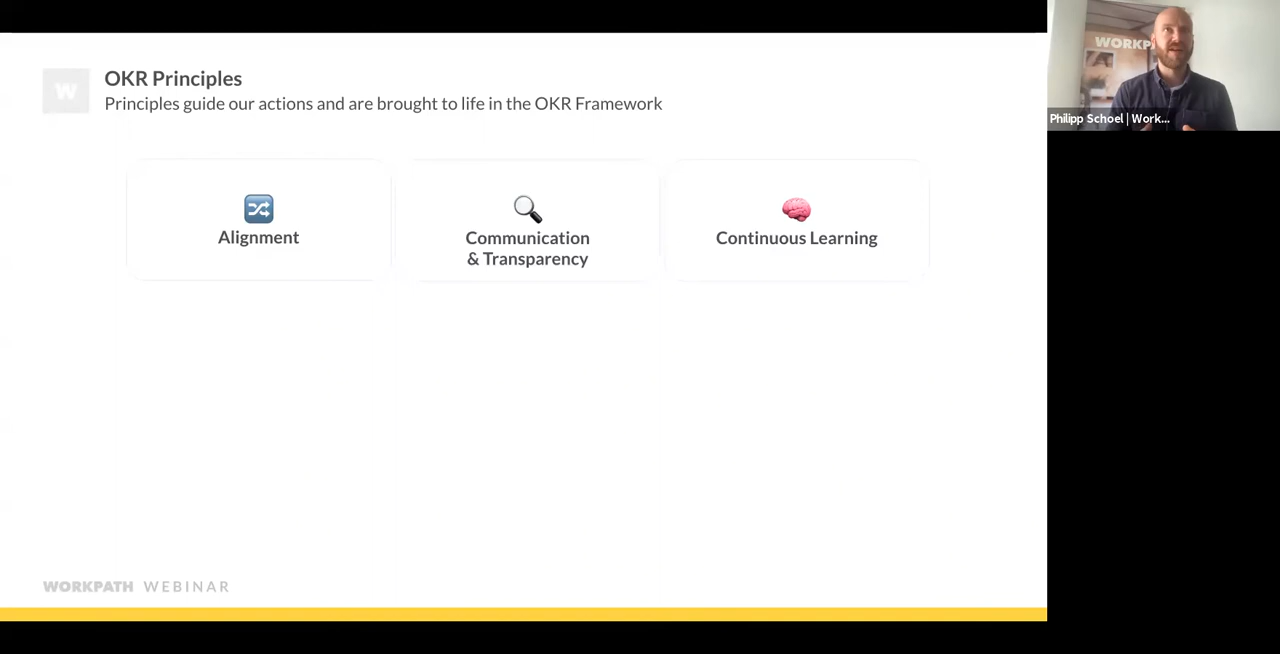 OKR Principles
Principles guide our actions and are brought to life in the OKR Framework
W
Alignment
Communication
& Transparency
Continuous Learning
WORKPATH WEBINAR
WORKP
Philipp Schoel | Work...